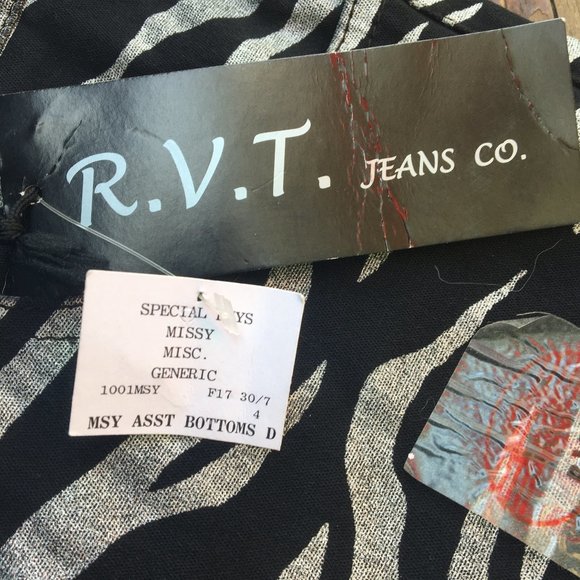 R.V.T. JEANS CO.
SPECIAL
MISSY
MISC.
GENERIC
1001MSY F17 30/7
4
MSY ASST BOTTOMS D